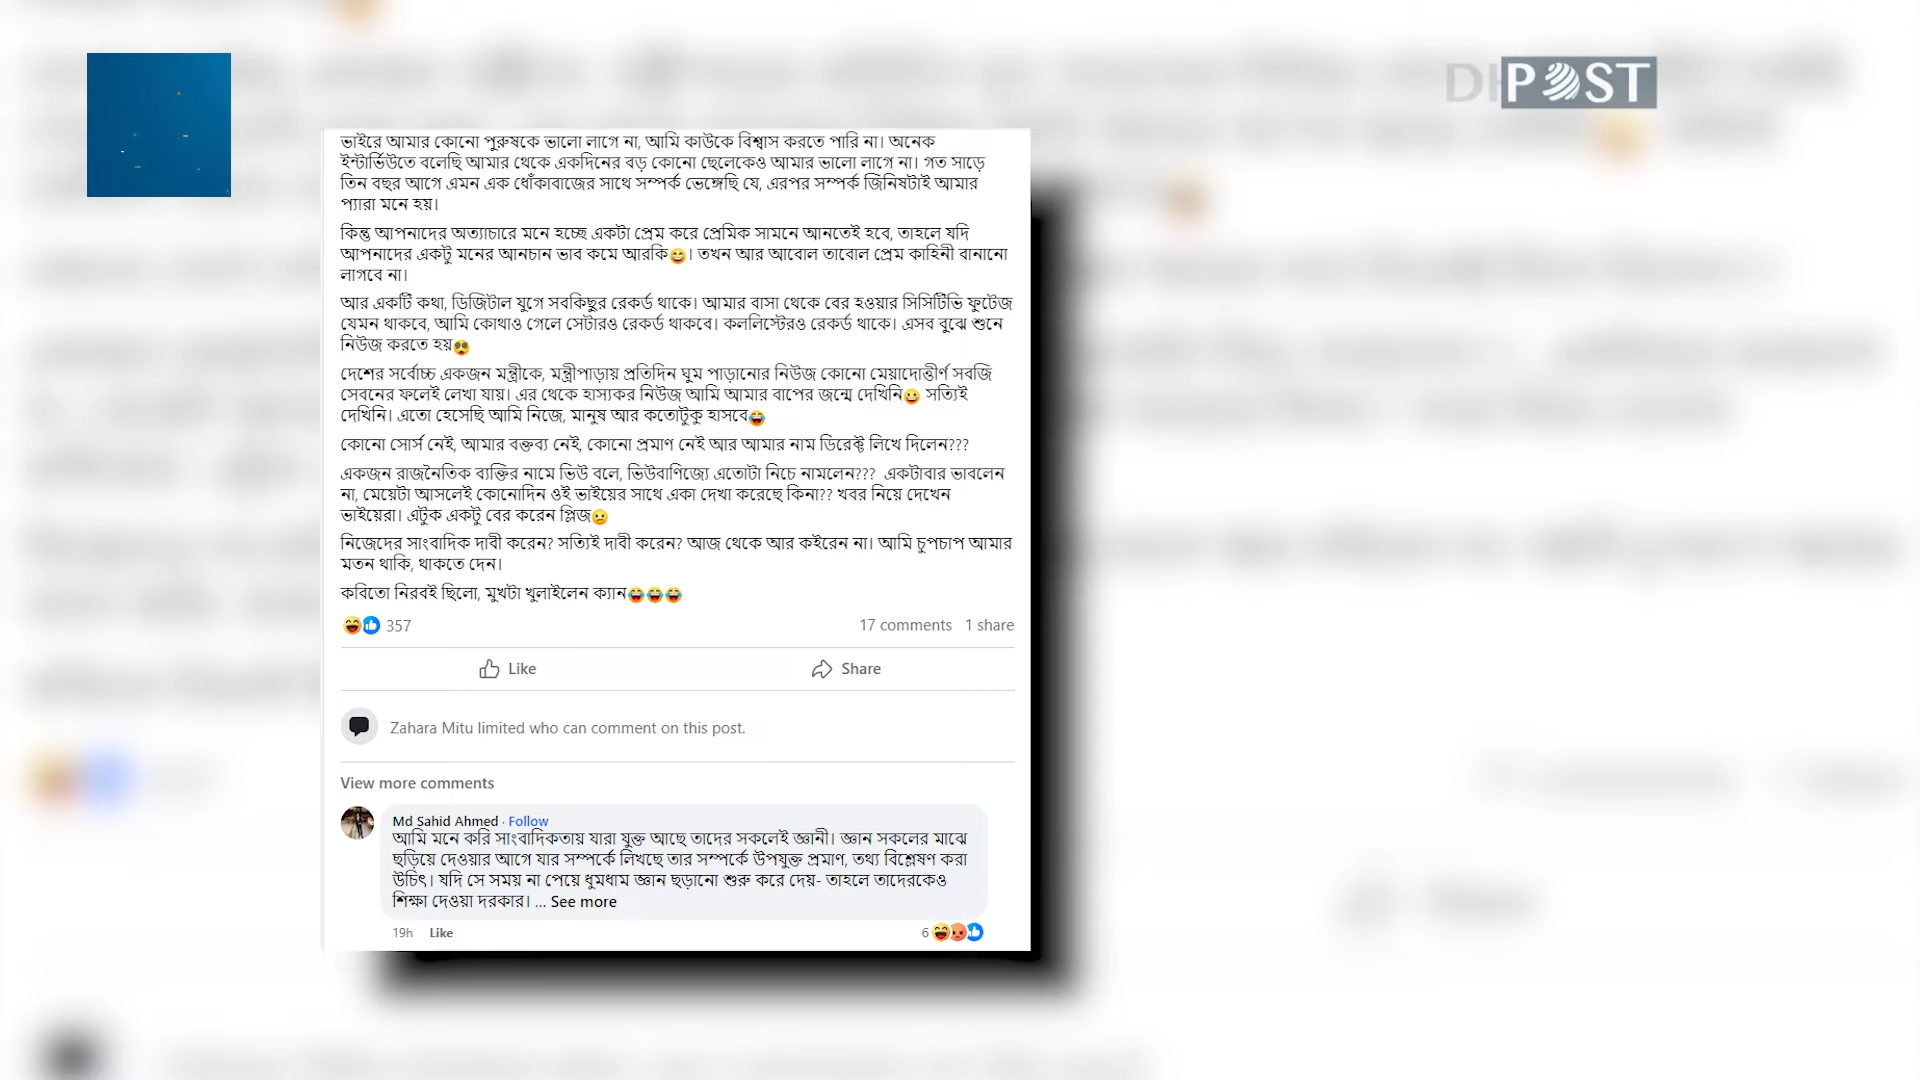 POST
ভাইরে আমার কোনো পুরুষকে ভালো লাগে না, আমি কাউকে বিশ্বাস করতে পারি না। অনেক
ইন্টার্ভিউতে বলেছি আমার থেকে একদিনের বড় কোনো ছেলেকেও আমার ভালো লাগে না। গত সাড়ে
তিন বছর আগে এমন এক ধোঁকাবাজের সাথে সম্পর্ক ভেঙ্গেছি যে, এরপর সম্পর্ক জিনিষটাই আমার
প্যারা মনে হয়।
কিন্তু আপনাদের অত্যাচারে মনে হচ্ছে একটা প্রেম করে প্রেমিক সামনে আনতেই হবে, তাহলে যদি
আপনাদের একটু মনের আনচান ভাব কমে আরকি😄। তখন আর আবোল তাবোল প্রেম কাহিনী বানানো
লাগবে না।
আর একটি কথা, ডিজিটাল যুগে সবকিছুর রেকর্ড থাকে। আমার বাসা থেকে বের হওয়ার সিসিটিভি ফুটেজ
যেমন থাকবে, আমি কোথাও গেলে সেটারও রেকর্ড থাকবে। কললিস্টেরও রেকর্ড থাকে। এসব বুঝে শুনে
নিউজ করতে হয়😵
দেশের সর্বোচ্চ একজন মন্ত্রীকে, মন্ত্রীপাড়ায় প্রতিদিন ঘুম পাড়ানোর নিউজ কোনো মেয়াদোত্তীর্ণ সবজি
সেবনের ফলেই লেখা যায়। এর থেকে হাস্যকর নিউজ আমি আমার বাপের জন্মে দেখিনি😀 সত্যিই
দেখিনি। এতো হেসেছি আমি নিজে, মানুষ আর কতোটুকু হাসবে😂
কোনো সোর্স নেই, আমার বক্তব্য নেই, কোনো প্রমাণ নেই আর আমার নাম ডিরেক্ট লিখে দিলেন???
একজন রাজনৈতিক ব্যক্তির নামে ভিউ বলে, ভিউবাণিজ্যে এতোটা নিচে নামলেন??? একটাবার ভাবলেন
না, মেয়েটা আসলেই কোনোদিন ওই ভাইয়ের সাথে একা দেখা করেছে কিনা?? খবর নিয়ে দেখেন
ভাইয়েরা। এটুক একটু বের করেন প্লিজ😕
নিজেদের সাংবাদিক দাবী করেন? সত্যিই দাবী করেন? আজ থেকে আর কইরেন না। আমি চুপচাপ আমার
মতন থাকি, থাকতে দেন।
কবিতো নিরবই ছিলো, মুখটা খুলাইলেন ক্যান😂😂😂
357 17 comments 1 share
Like Share
Zahara Mitu limited who can comment on this post.
View more comments
Md Sahid Ahmed · Follow
আমি মনে করি সাংবাদিকতায় যারা যুক্ত আছে তাদের সকলেই জ্ঞানী। জ্ঞান সকলের মাঝে
ছড়িয়ে দেওয়ার আগে যার সম্পর্কে লিখছে তার সম্পর্কে উপযুক্ত প্রমাণ, তথ্য বিশ্লেষণ করা
উচিৎ। যদি সে সময় না পেয়ে ধুমধাম জ্ঞান ছড়ানো শুরু করে দেয়- তাহলে তাদেরকেও
শিক্ষা দেওয়া দরকার। ... See more
19h Like 6